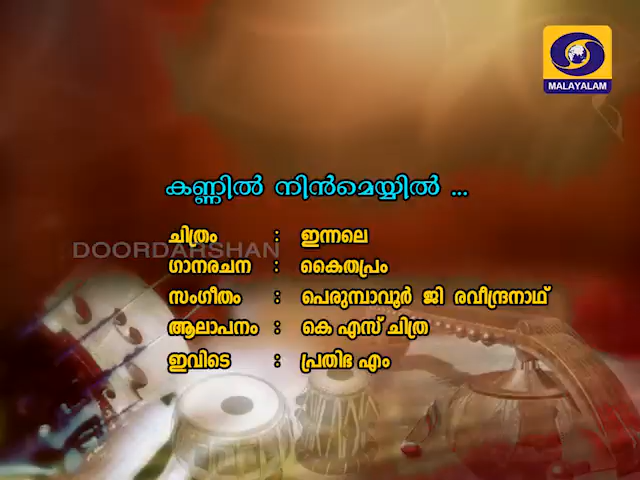 MALAYALAM
കണ്ണിൽ നിൻമെയ്യിൽ ...
ചിത്രം : ഇന്നലെ
DOORDARSHAN
ഗാനരചന : കൈതപ്രം
സംഗീതം : പെരുമ്പാവൂർ ജി രവീന്ദ്രനാഥ്
ആലാപനം : കെ എസ് ചിത്ര
ഇവിടെ : പ്രതിഭ എം